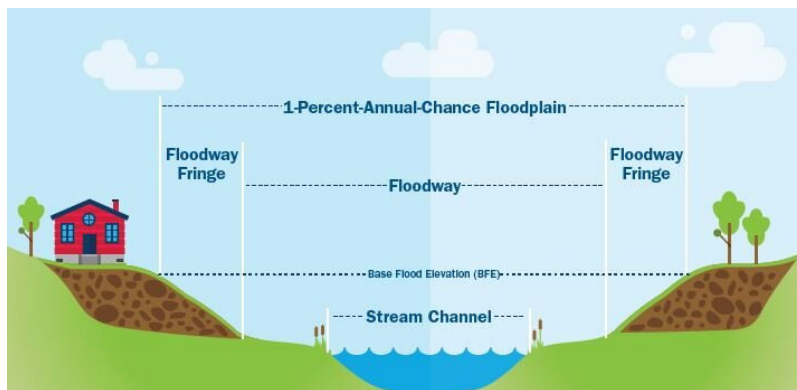 1-Percent-Annual-Chance Floodplain
Floodway
Fringe
Floodway
Fringe
Floodway
Base Flood Elevation (BFE)
Stream Channel